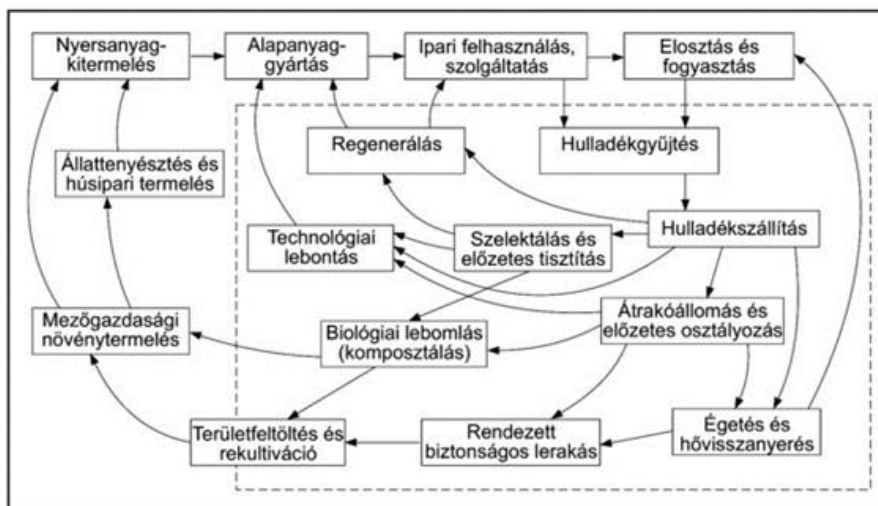 Nyersanyag-
kitermelés
Alapanyag-
gyártás
Ipari felhasználás,
szolgáltatás
Elosztás és
fogyasztás
Regenerálás
Hulladékgyűjtés
Állattenyésztés és
húsipari termelés
Technológiai
lebontás
Szelektálás és
előzetes tisztítás
Hulladékszállítás
Mezőgazdasági
növénytermelés
Biológiai lebomlás
(komposztálás)
Átrakóállomás és
előzetes osztályozás
Területfeltöltés és
rekultiváció
Rendezett
biztonságos lerakás
Égetés és
hővisszanyerés